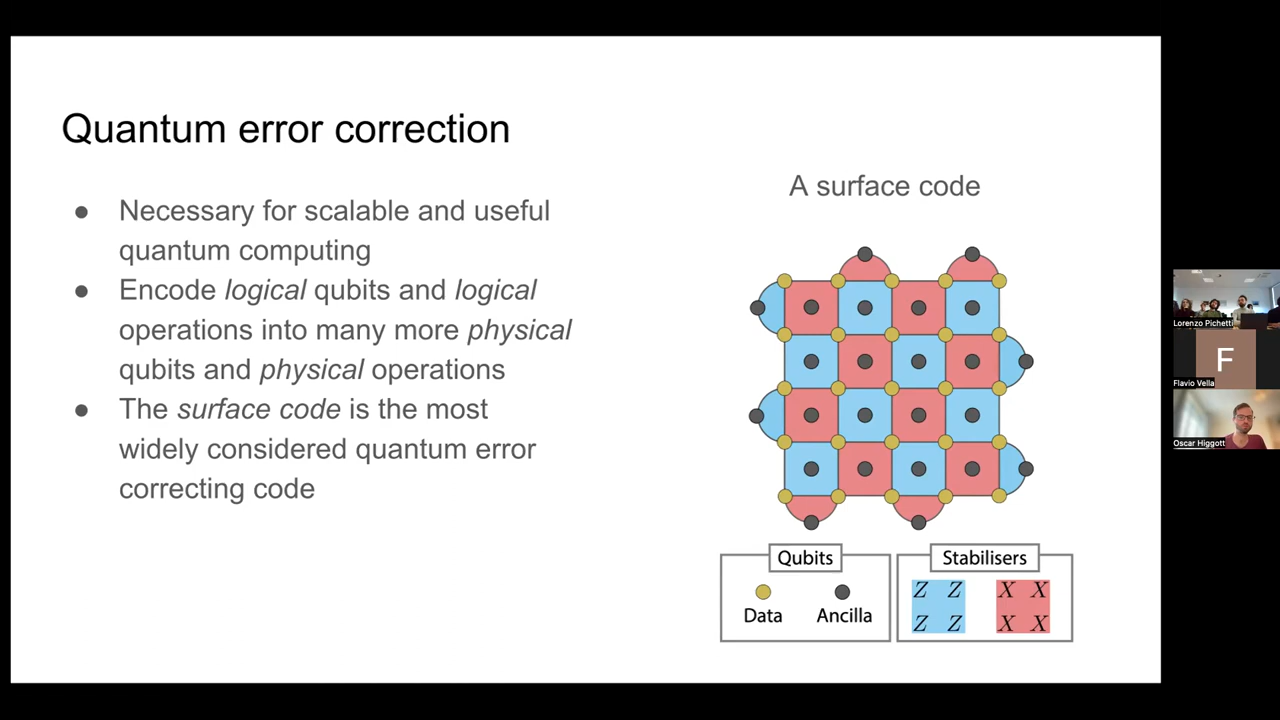 Quantum error correction
● Necessary for scalable and useful
quantum computing
● Encode logical qubits and logical
operations into many more physical
qubits and physical operations
● The surface code is the most
widely considered quantum error
correcting code
A surface code
Qubits
Data Ancilla
Stabilisers
Z Z X X
Z Z X X
Lorenzo Pichetti
F
Flavio Vella
Oscar Higgott